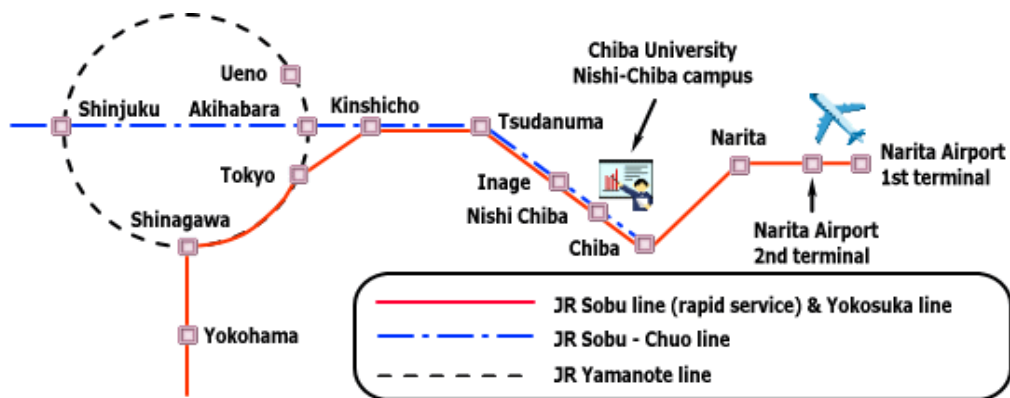 Chiba University
Nishi-Chiba campus
Ueno
Shinjuku
Akihabara
Kinshicho
Tsudanuma
Narita
Narita Airport
1st terminal
Tokyo
Inage
Shinagawa
Nishi Chiba
Chiba
Narita Airport
2nd terminal
JR Sobu line (rapid service) & Yokosuka line
Yokohama
JR Sobu - Chuo line
JR Yamanote line